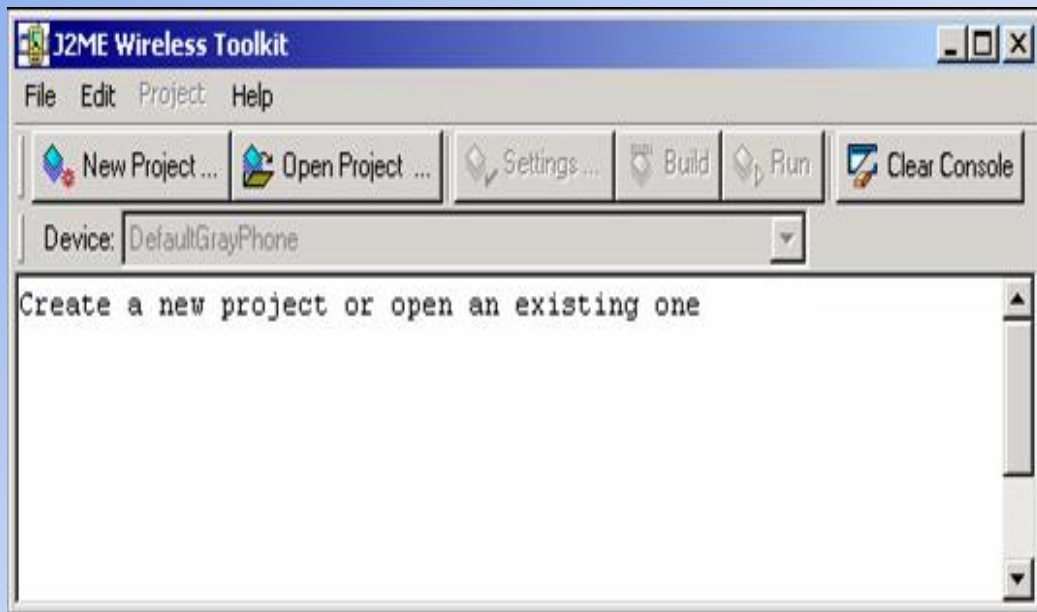 J2ME Wireless Toolkit
File Edit Project Help
New Project ... Open Project ... Settings ... Build Run Clear Console
Device: DefaultGrayPhone
Create a new project or open an existing one